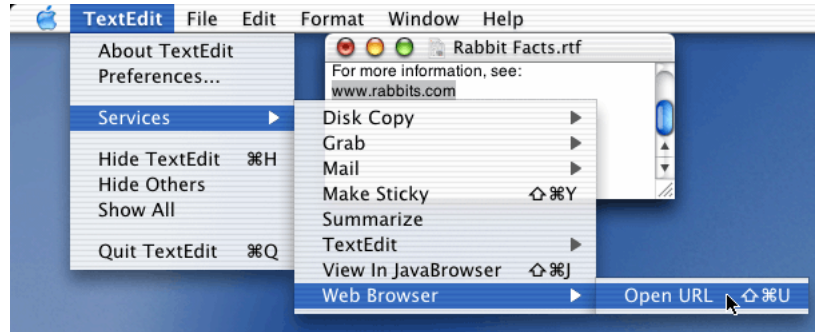 TextEdit File Edit Format Window Help
About TextEdit
Preferences...
Services
Hide TextEdit ⌘H
Hide Others
Show All
Quit TextEdit ⌘Q
Rabbit Facts.rtf
For more information, see:
www.rabbits.com
Disk Copy
Grab
Mail
Make Sticky ⇧⌘Y
Summarize
TextEdit
View In JavaBrowser ⇧⌘J
Web Browser
Open URL ⇧⌘U